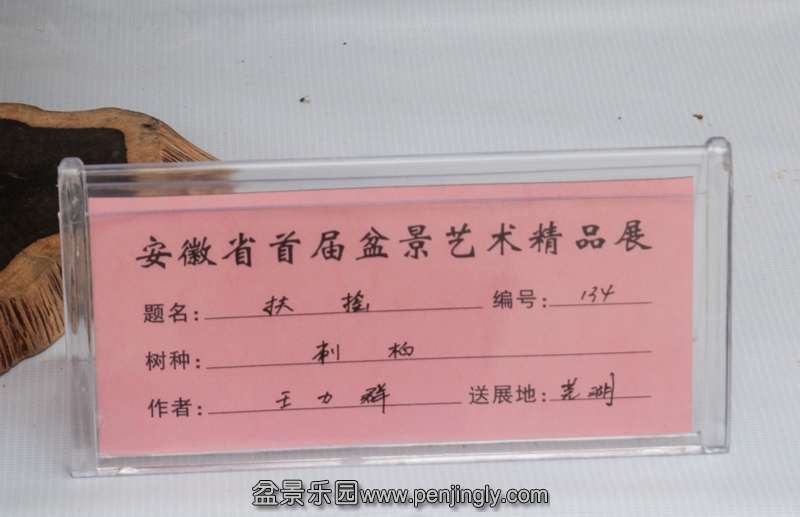 安徽省首届盆景艺术精品展
题名: 扶摇 编号: 134
树种: 刺柏
作者: 王力群 送展地: 芜湖
盆景乐园www.penjingly.com